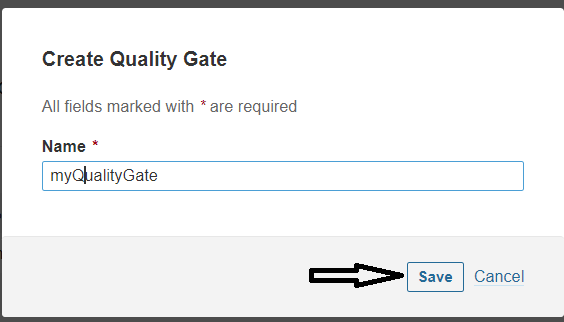 Create Quality Gate
All fields marked with * are required
Name *
myQualityGate
Save Cancel